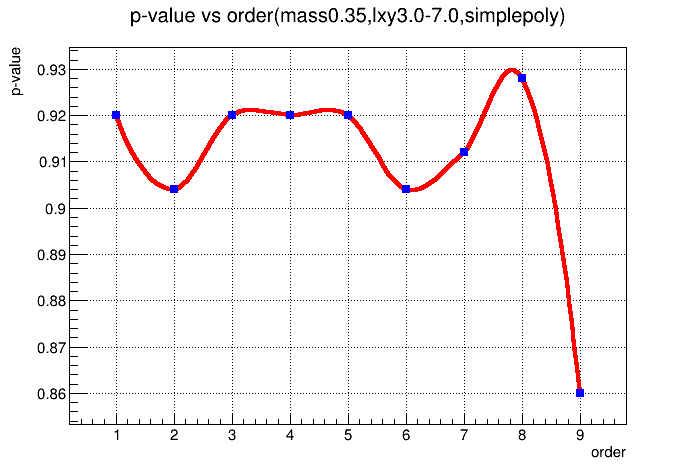 p-value vs order(mass0.35,lxy3.0-7.0,simplepoly)
p-value
0.93
0.92
0.91
0.9
0.89
0.88
0.87
0.86
1 2 3 4 5 6 7 8 9
order